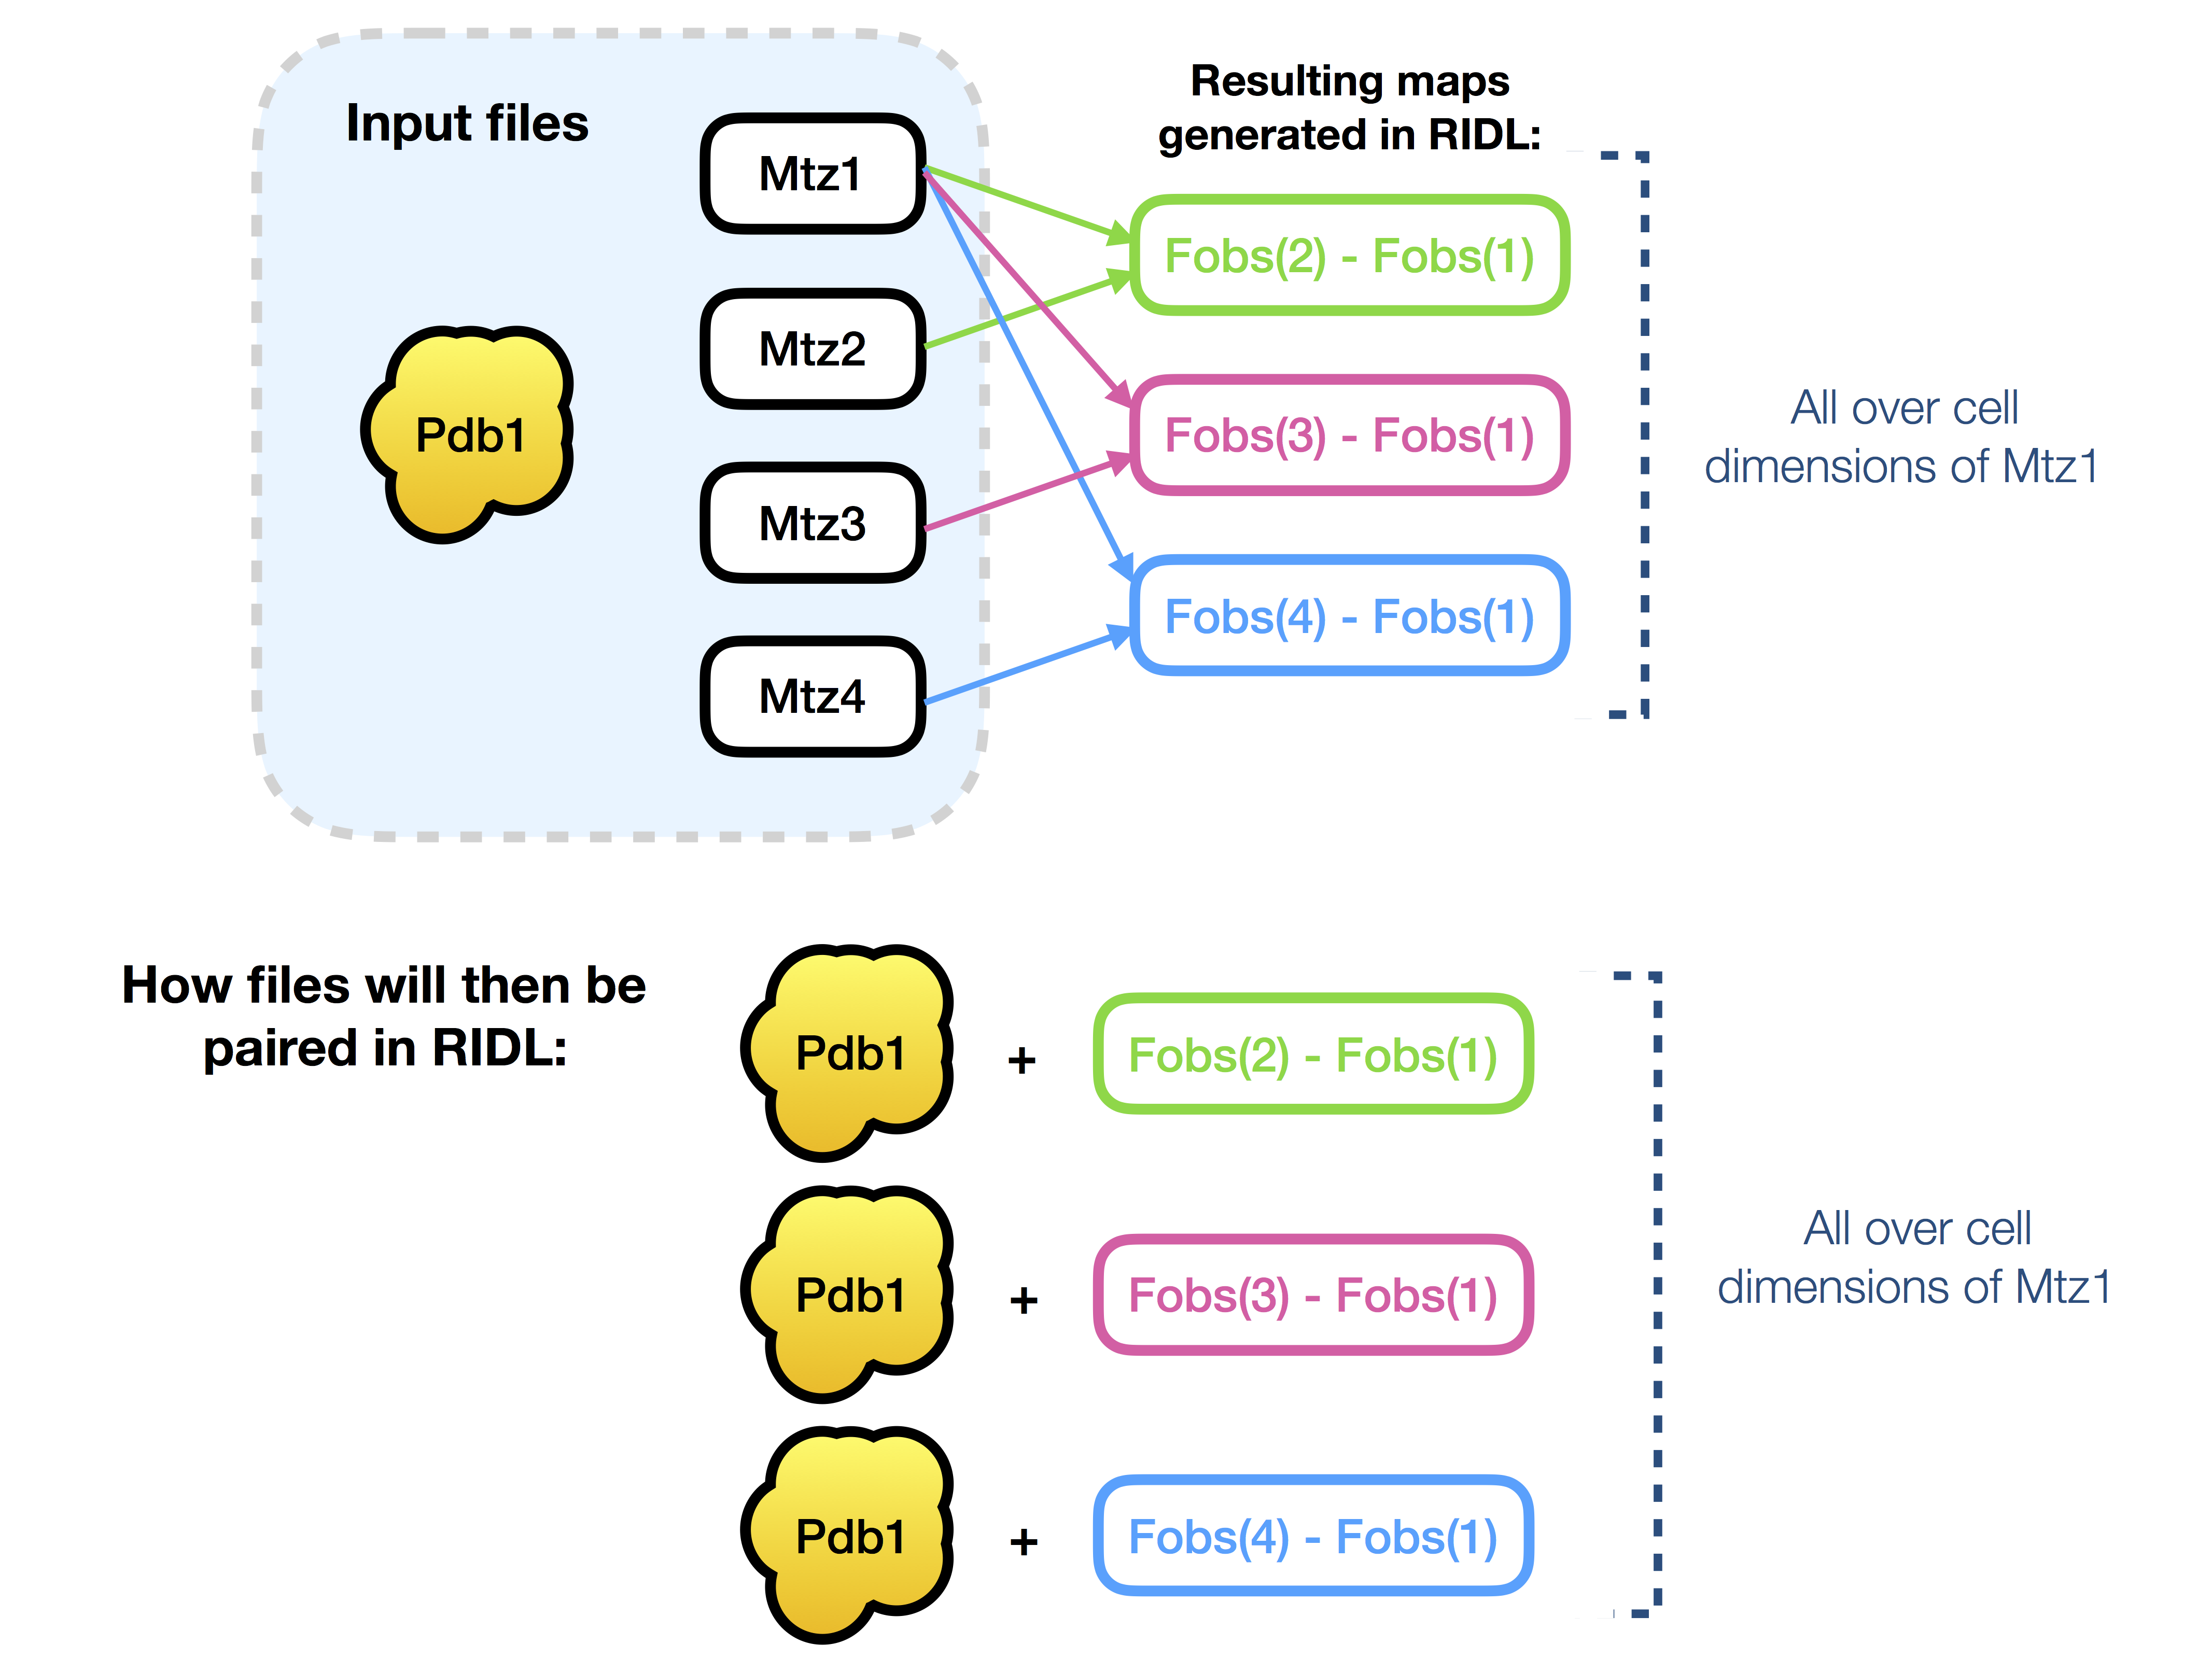 Input files
Pdb1
Mtz1
Mtz2
Mtz3
Mtz4
Resulting maps
generated in RIDL:
Fobs(2) - Fobs(1)
Fobs(3) - Fobs(1)
Fobs(4) - Fobs(1)
All over cell
dimensions of Mtz1
How files will then be
paired in RIDL:
Pdb1 + Fobs(2) - Fobs(1)
Pdb1 + Fobs(3) - Fobs(1)
Pdb1 + Fobs(4) - Fobs(1)
All over cell
dimensions of Mtz1